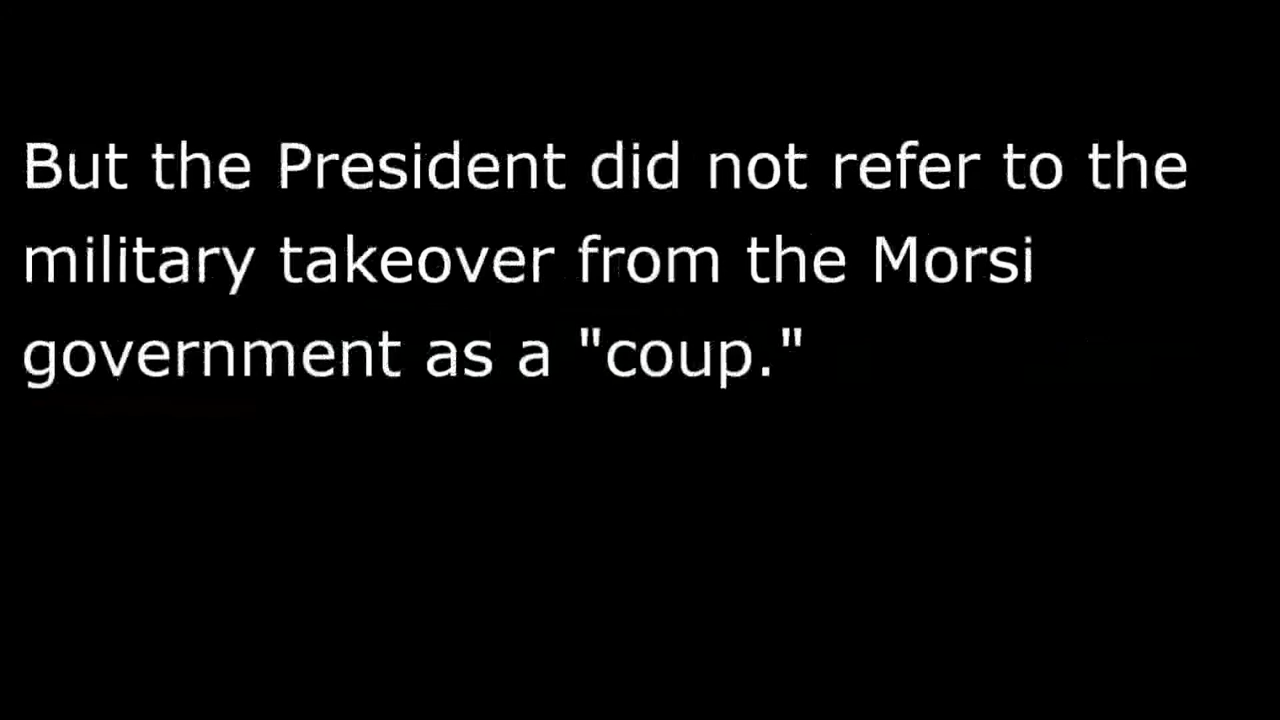 But the President did not refer to the
military takeover from the Morsi
government as a "coup."